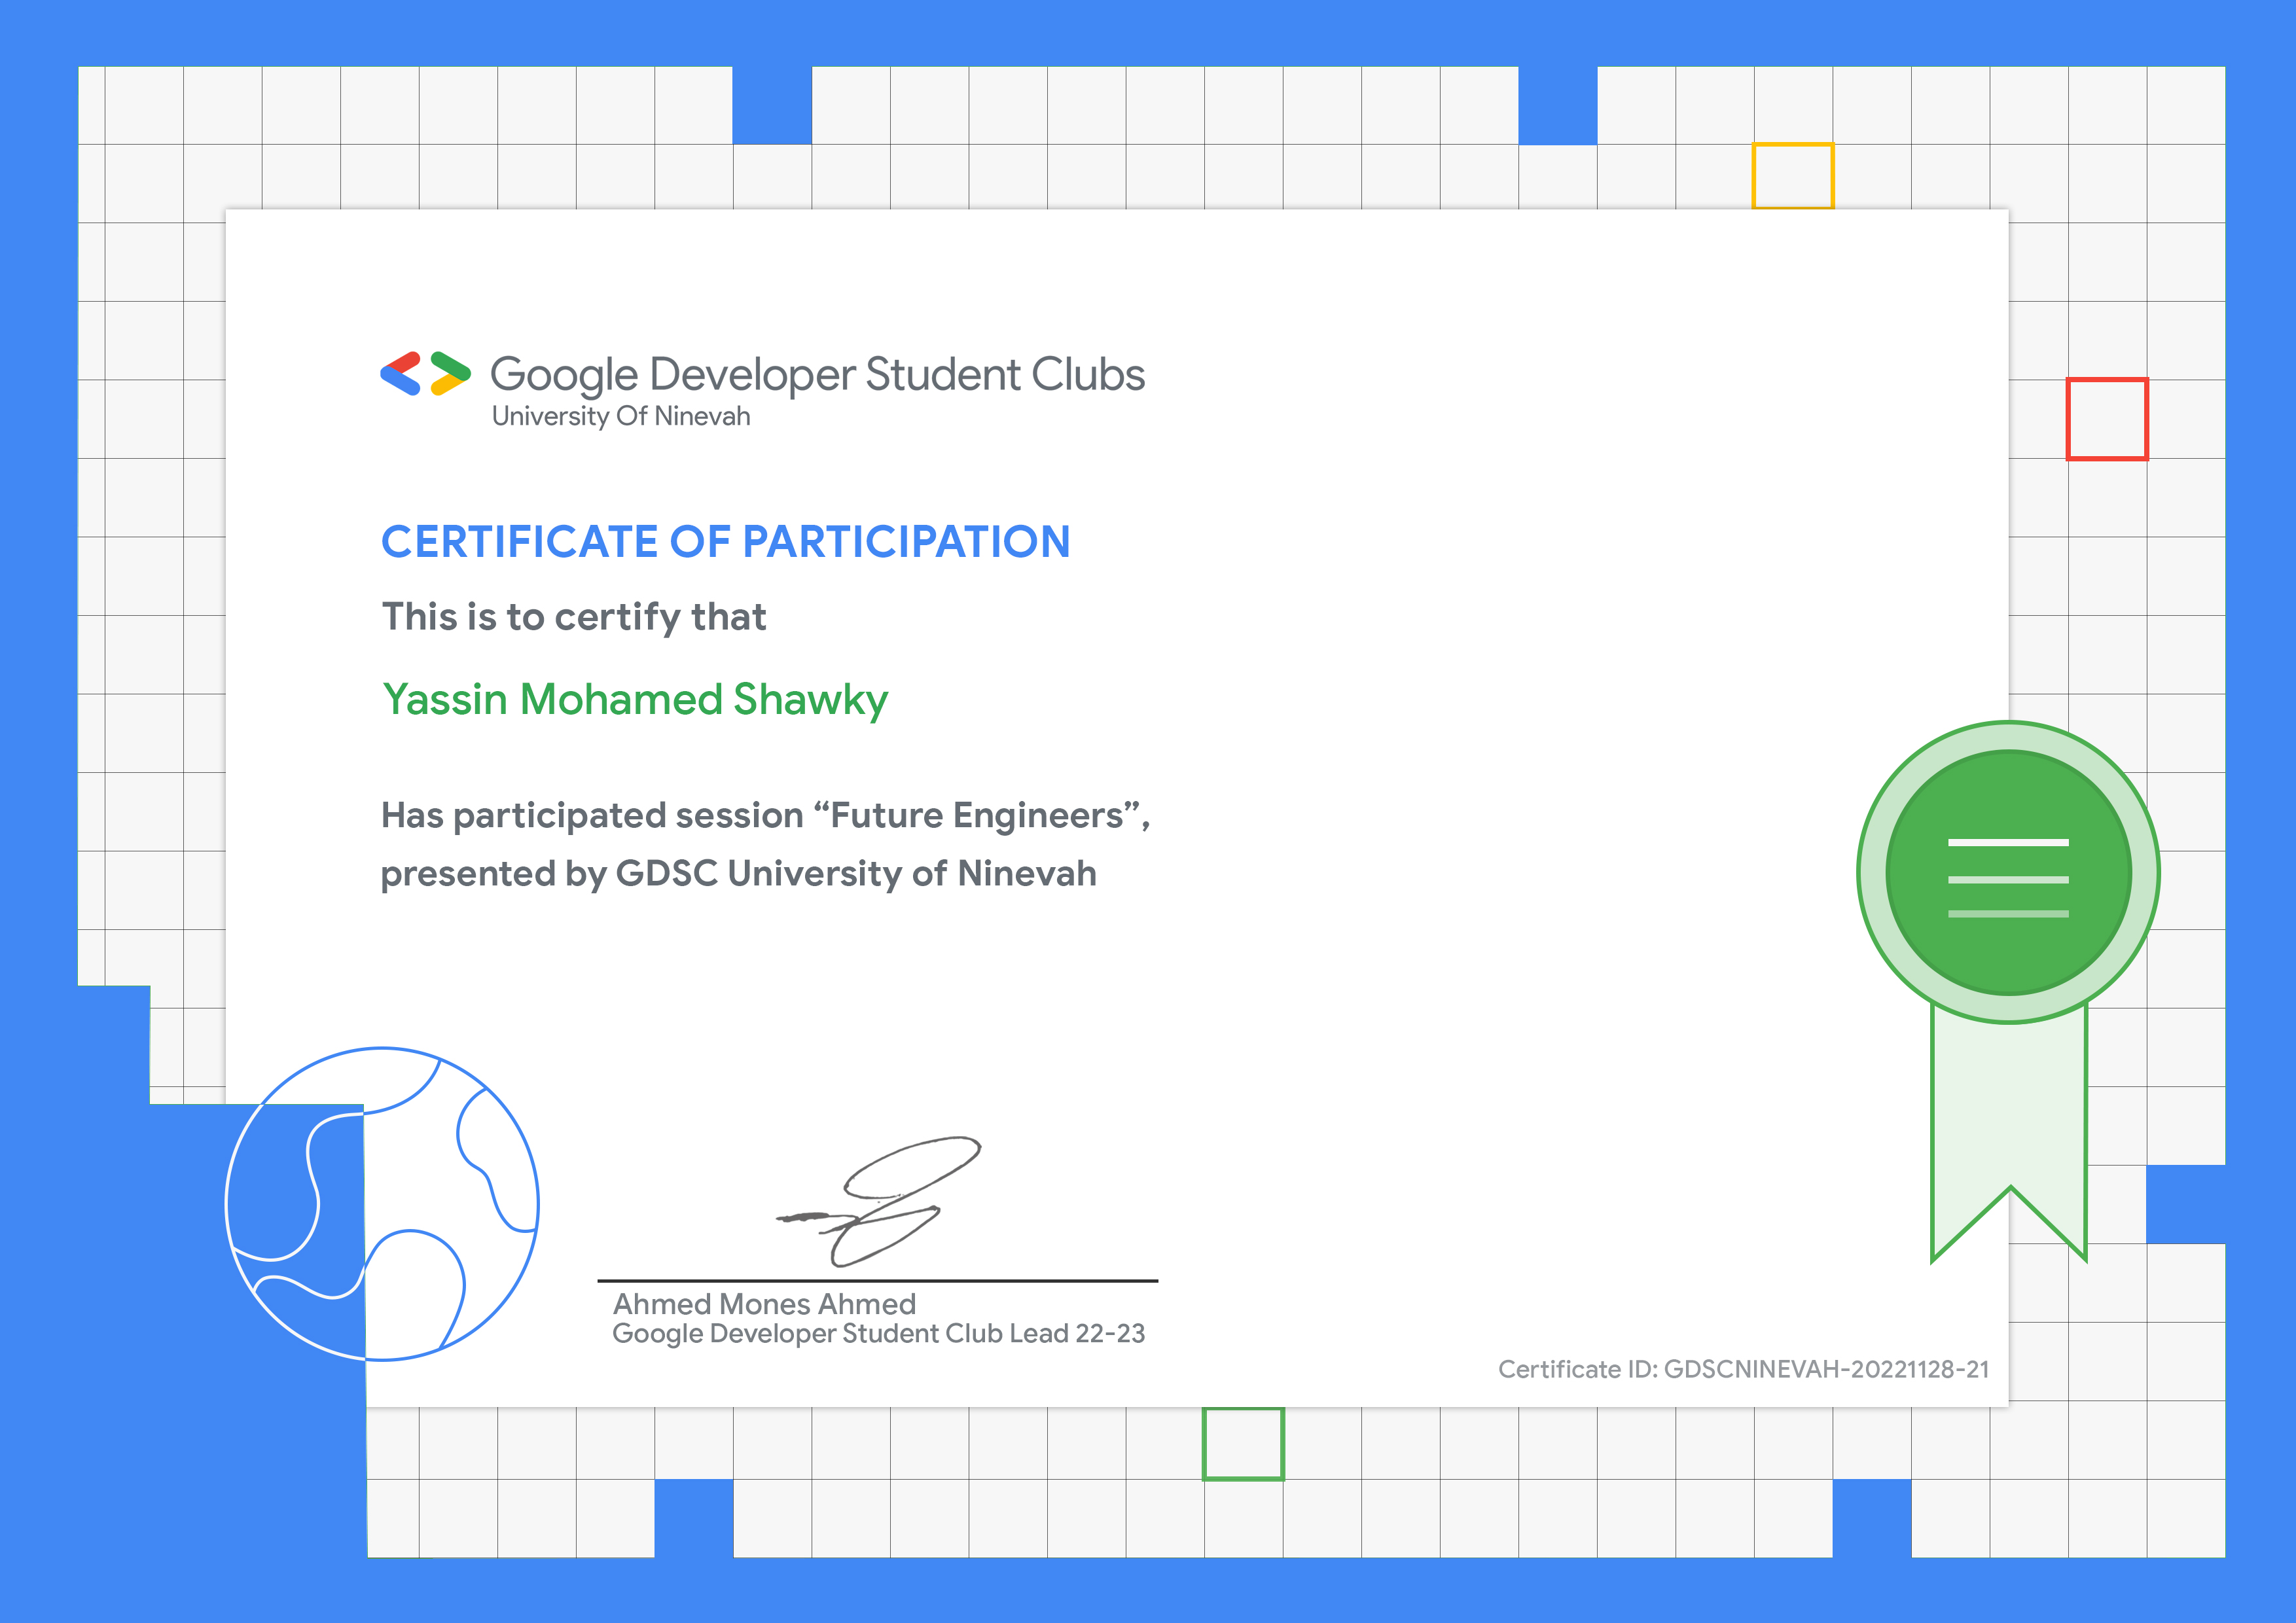 Google Developer Student Clubs
University Of Ninevah
CERTIFICATE OF PARTICIPATION
This is to certify that
Yassin Mohamed Shawky
Has participated session “Future Engineers”,
presented by GDSC University of Ninevah
Ahmed Mones Ahmed
Google Developer Student Club Lead 22-23
Certificate ID: GDSCNINEVAH-20221128-21